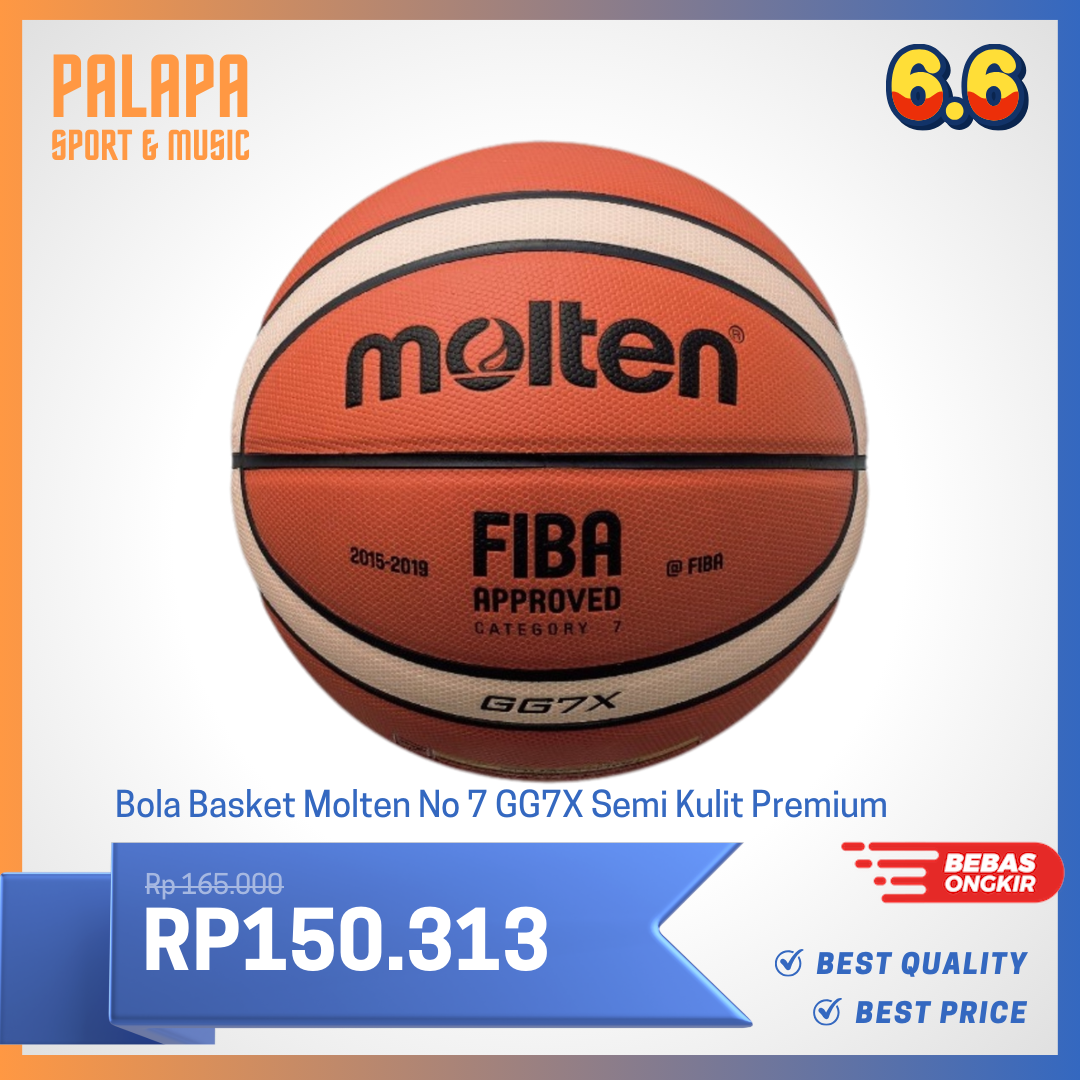 PALAPA
SPORT & MUSIC
6.6
molten®
FIBA
APPROVED
CATEGORY 7
2015-2019
@ FIBA
GG7X
Bola Basket Molten No 7 GG7X Semi Kulit Premium
Rp 165.000
RP150.313
BEBAS
ONGKIR
BEST QUALITY
BEST PRICE